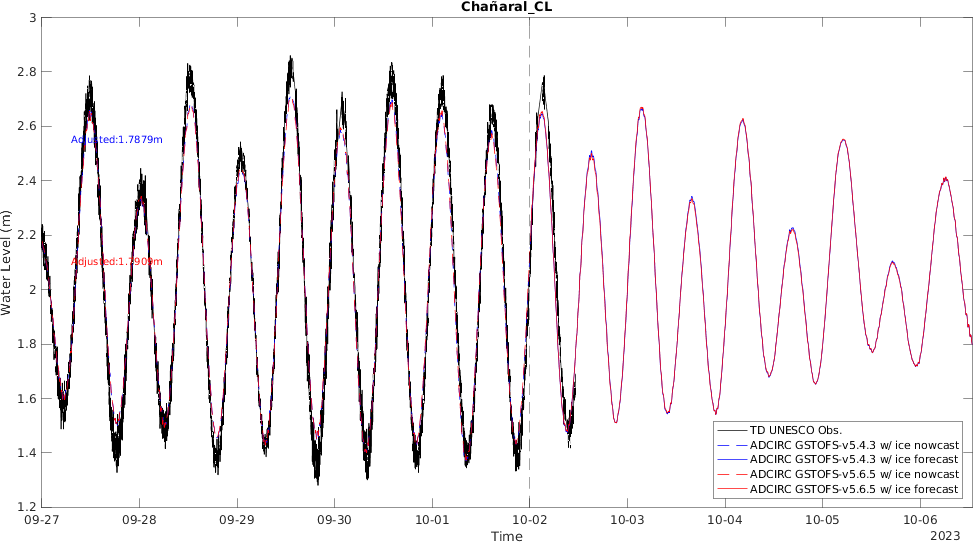 Chañaral_CL
3
2.8
2.6
2.4
2.2
2
1.8
1.6
1.4
1.2
Water Level (m)
Adjusted:1.7879m
Adjusted:1.7909m
TD UNESCO Obs.
ADCIRC GSTOFS-v5.4.3 w/ ice nowcast
ADCIRC GSTOFS-v5.4.3 w/ ice forecast
ADCIRC GSTOFS-v5.6.5 w/ ice nowcast
ADCIRC GSTOFS-v5.6.5 w/ ice forecast
09-27 09-28 09-29 09-30 10-01 10-02 10-03 10-04 10-05 10-06
Time
2023